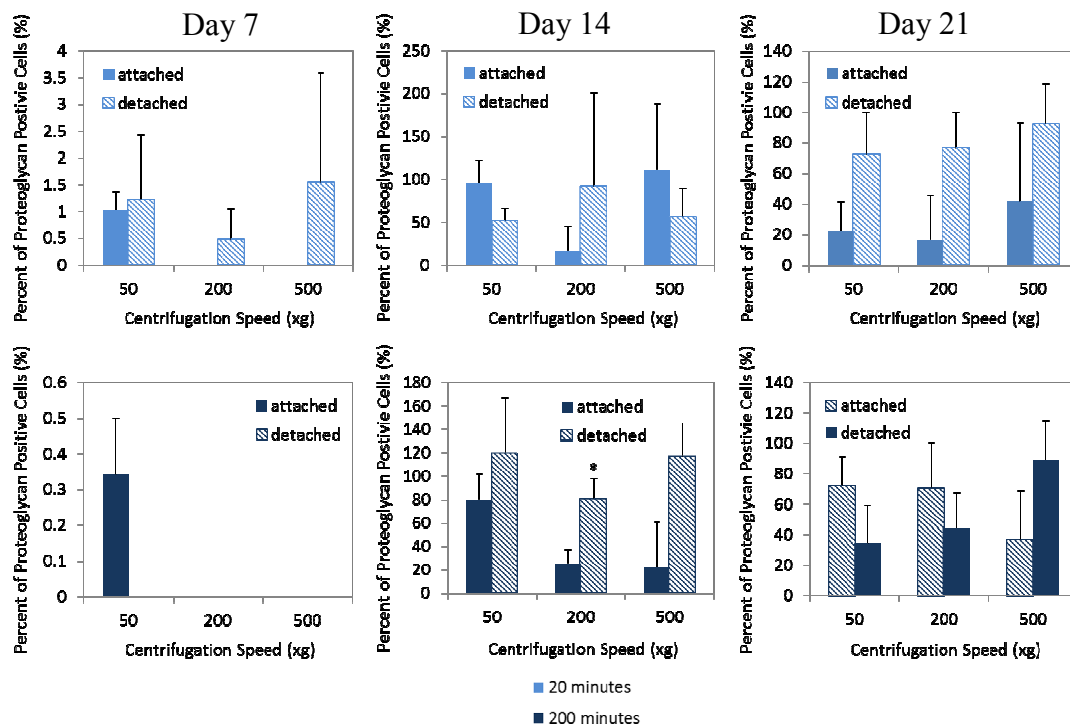 Day 7
Day 14
Day 21
Percent of Proteoglycan Postivie Cells (%)
4
3.5
3
2.5
2
1.5
1
0.5
0
attached
detached
50 200 500
Centrifugation Speed (xg)
Percent of Proteoglycan Postivie Cells (%)
250
200
150
100
50
0
attached
detached
50 200 500
Centrifugation Speed (xg)
Percent of Proteoglycan Postivie Cells (%)
140
120
100
80
60
40
20
0
attached
detached
50 200 500
Centrifugation Speed (xg)
Percent of Proteoglycan Positive Cells (%)
0.6
0.5
0.4
0.3
0.2
0.1
0
attached
detached
50 200 500
Centrifugation Speed (xg)
Percent of Proteoglycan Postivie Cells (%)
180
160
140
120
100
80
60
40
20
0
attached
detached
*
50 200 500
Centrifugation Speed (xg)
Percent of Proteoglycan Postivie Cells (%)
140
120
100
80
60
40
20
0
attached
detached
50 200 500
Centrifugation Speed (xg)
20 minutes
200 minutes